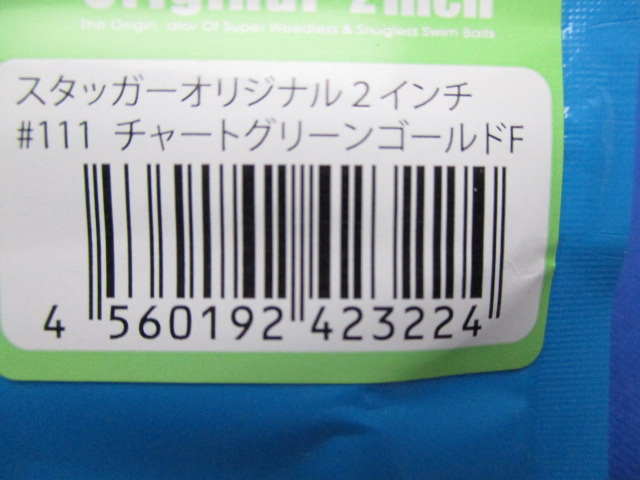 Original 2inch
The Origin ator Of Super Weedless & Snugless Swim Baits
スタッガーオリジナル2インチ
#111 チャートグリーンゴールドF
4 560192 423224